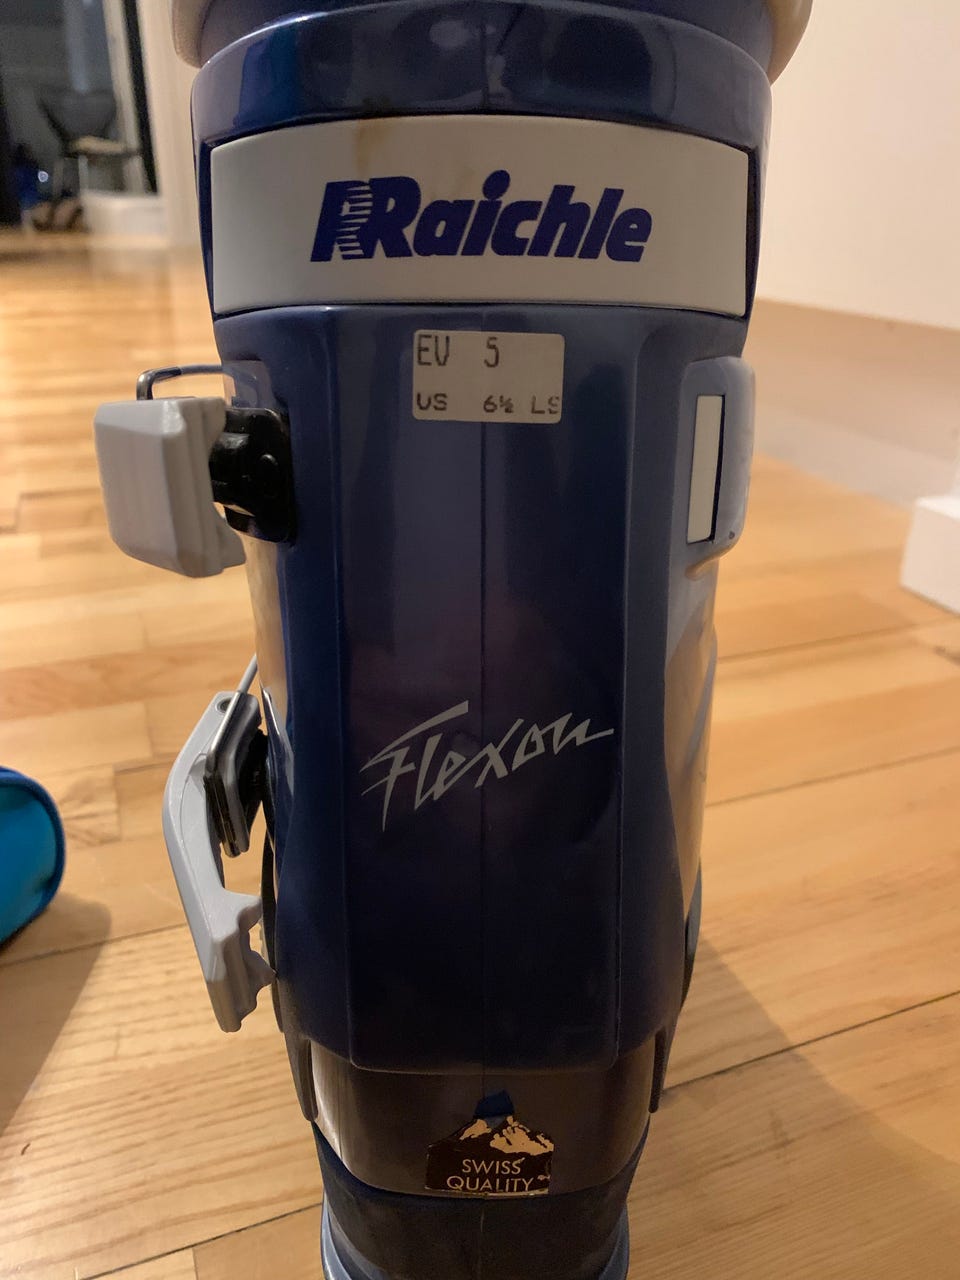 Raichle
EU 5
US 6½ LS
Flexon
SWISS
QUALITY